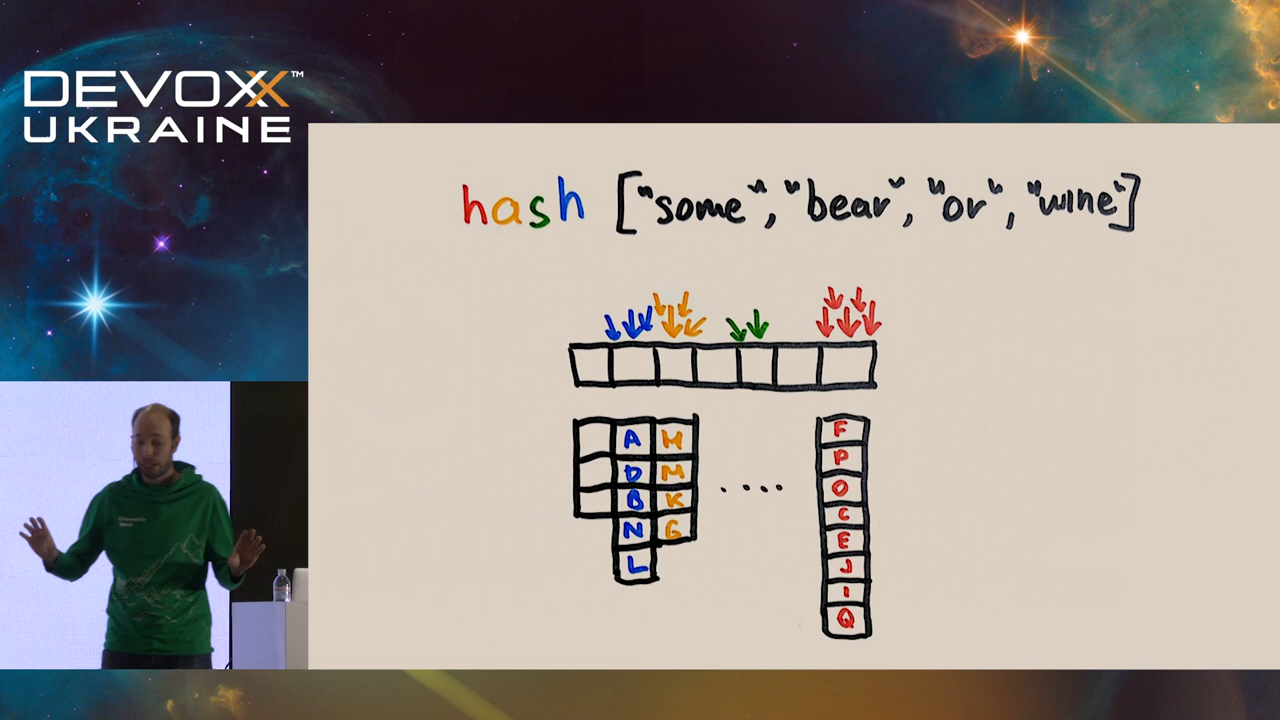 DEVOXX™
UKRAINE
hash ["some", "bear", "or", "wine"]
A M F
D M P
B K O
N G C
L E
J
I
Q